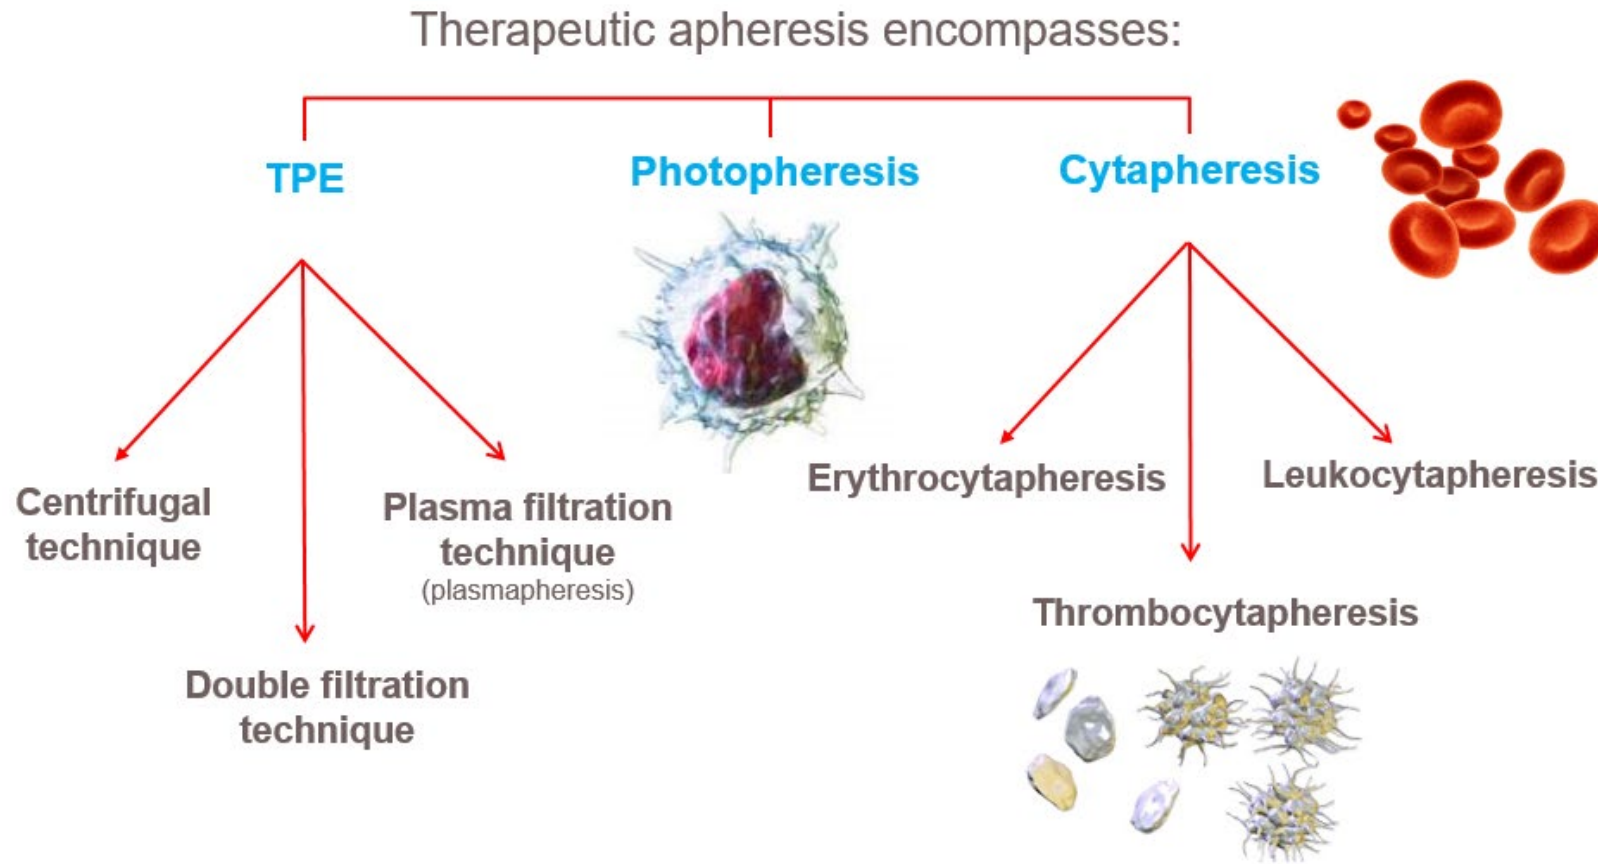 Therapeutic apheresis encompasses:
TPE
Photopheresis
Cytapheresis
Centrifugal
technique
Plasma filtration
technique
(plasmapheresis)
Double filtration
technique
Erythrocytapheresis
Leukocytapheresis
Thrombocytapheresis